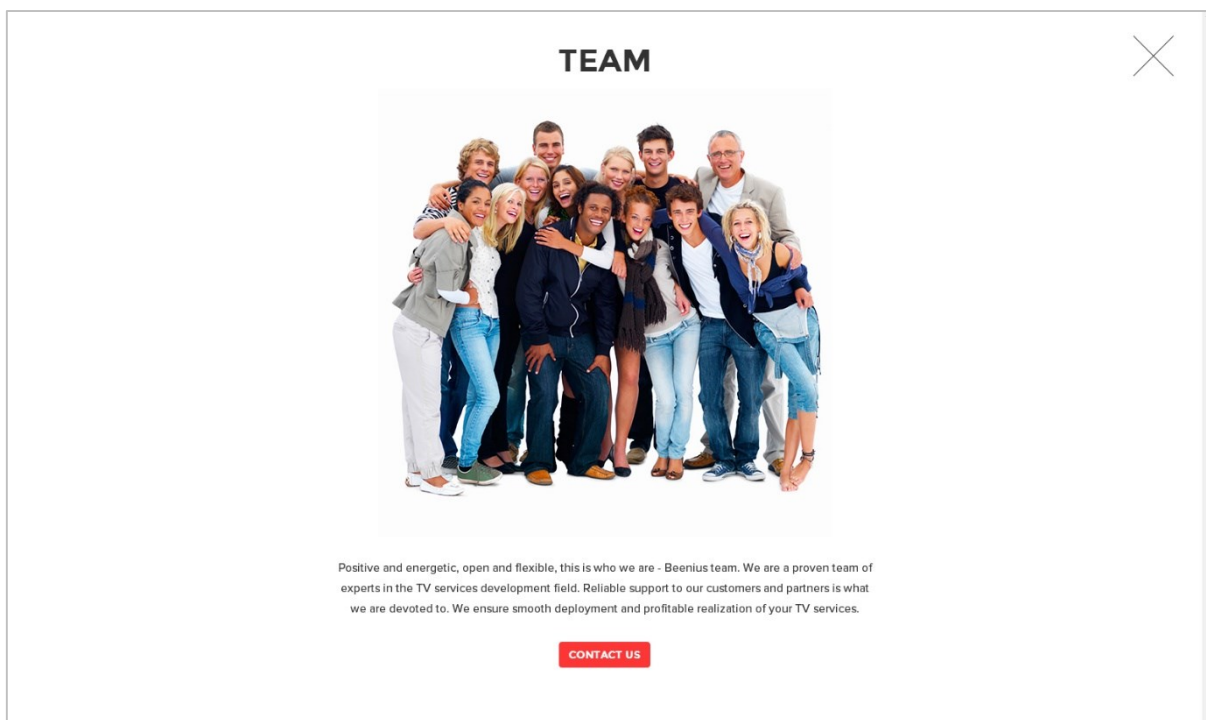 TEAM
Positive and energetic, open and flexible, this is who we are - Beenius team. We are a proven team of
experts in the TV services development field. Reliable support to our customers and partners is what
we are devoted to. We ensure smooth deployment and profitable realization of your TV services.
CONTACT US